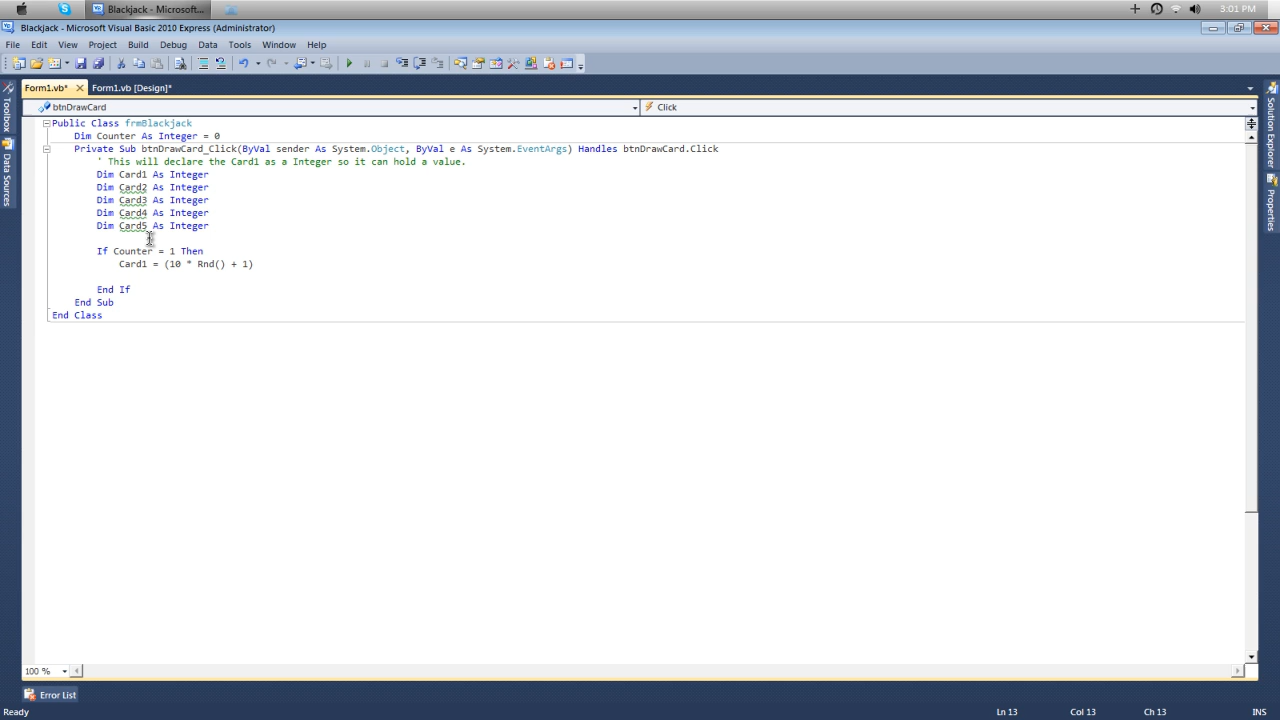 Blackjack - Microsoft... 3:01 PM
Blackjack - Microsoft Visual Basic 2010 Express (Administrator)
File Edit View Project Build Debug Data Tools Window Help
Form1.vb* Form1.vb [Design]*
btnDrawCard Click
Public Class frmBlackjack
Dim Counter As Integer = 0
Private Sub btnDrawCard_Click(ByVal sender As System.Object, ByVal e As System.EventArgs) Handles btnDrawCard.Click
' This will declare the Card1 as a Integer so it can hold a value.
Dim Card1 As Integer
Dim Card2 As Integer
Dim Card3 As Integer
Dim Card4 As Integer
Dim Card5 As Integer
If Counter = 1 Then
Card1 = (10 * Rnd() + 1)
End If
End Sub
End Class
Toolbox
Data Sources
Solution Explorer
Properties
100 %
Error List
Ready Ln 13 Col 13 Ch 13 INS